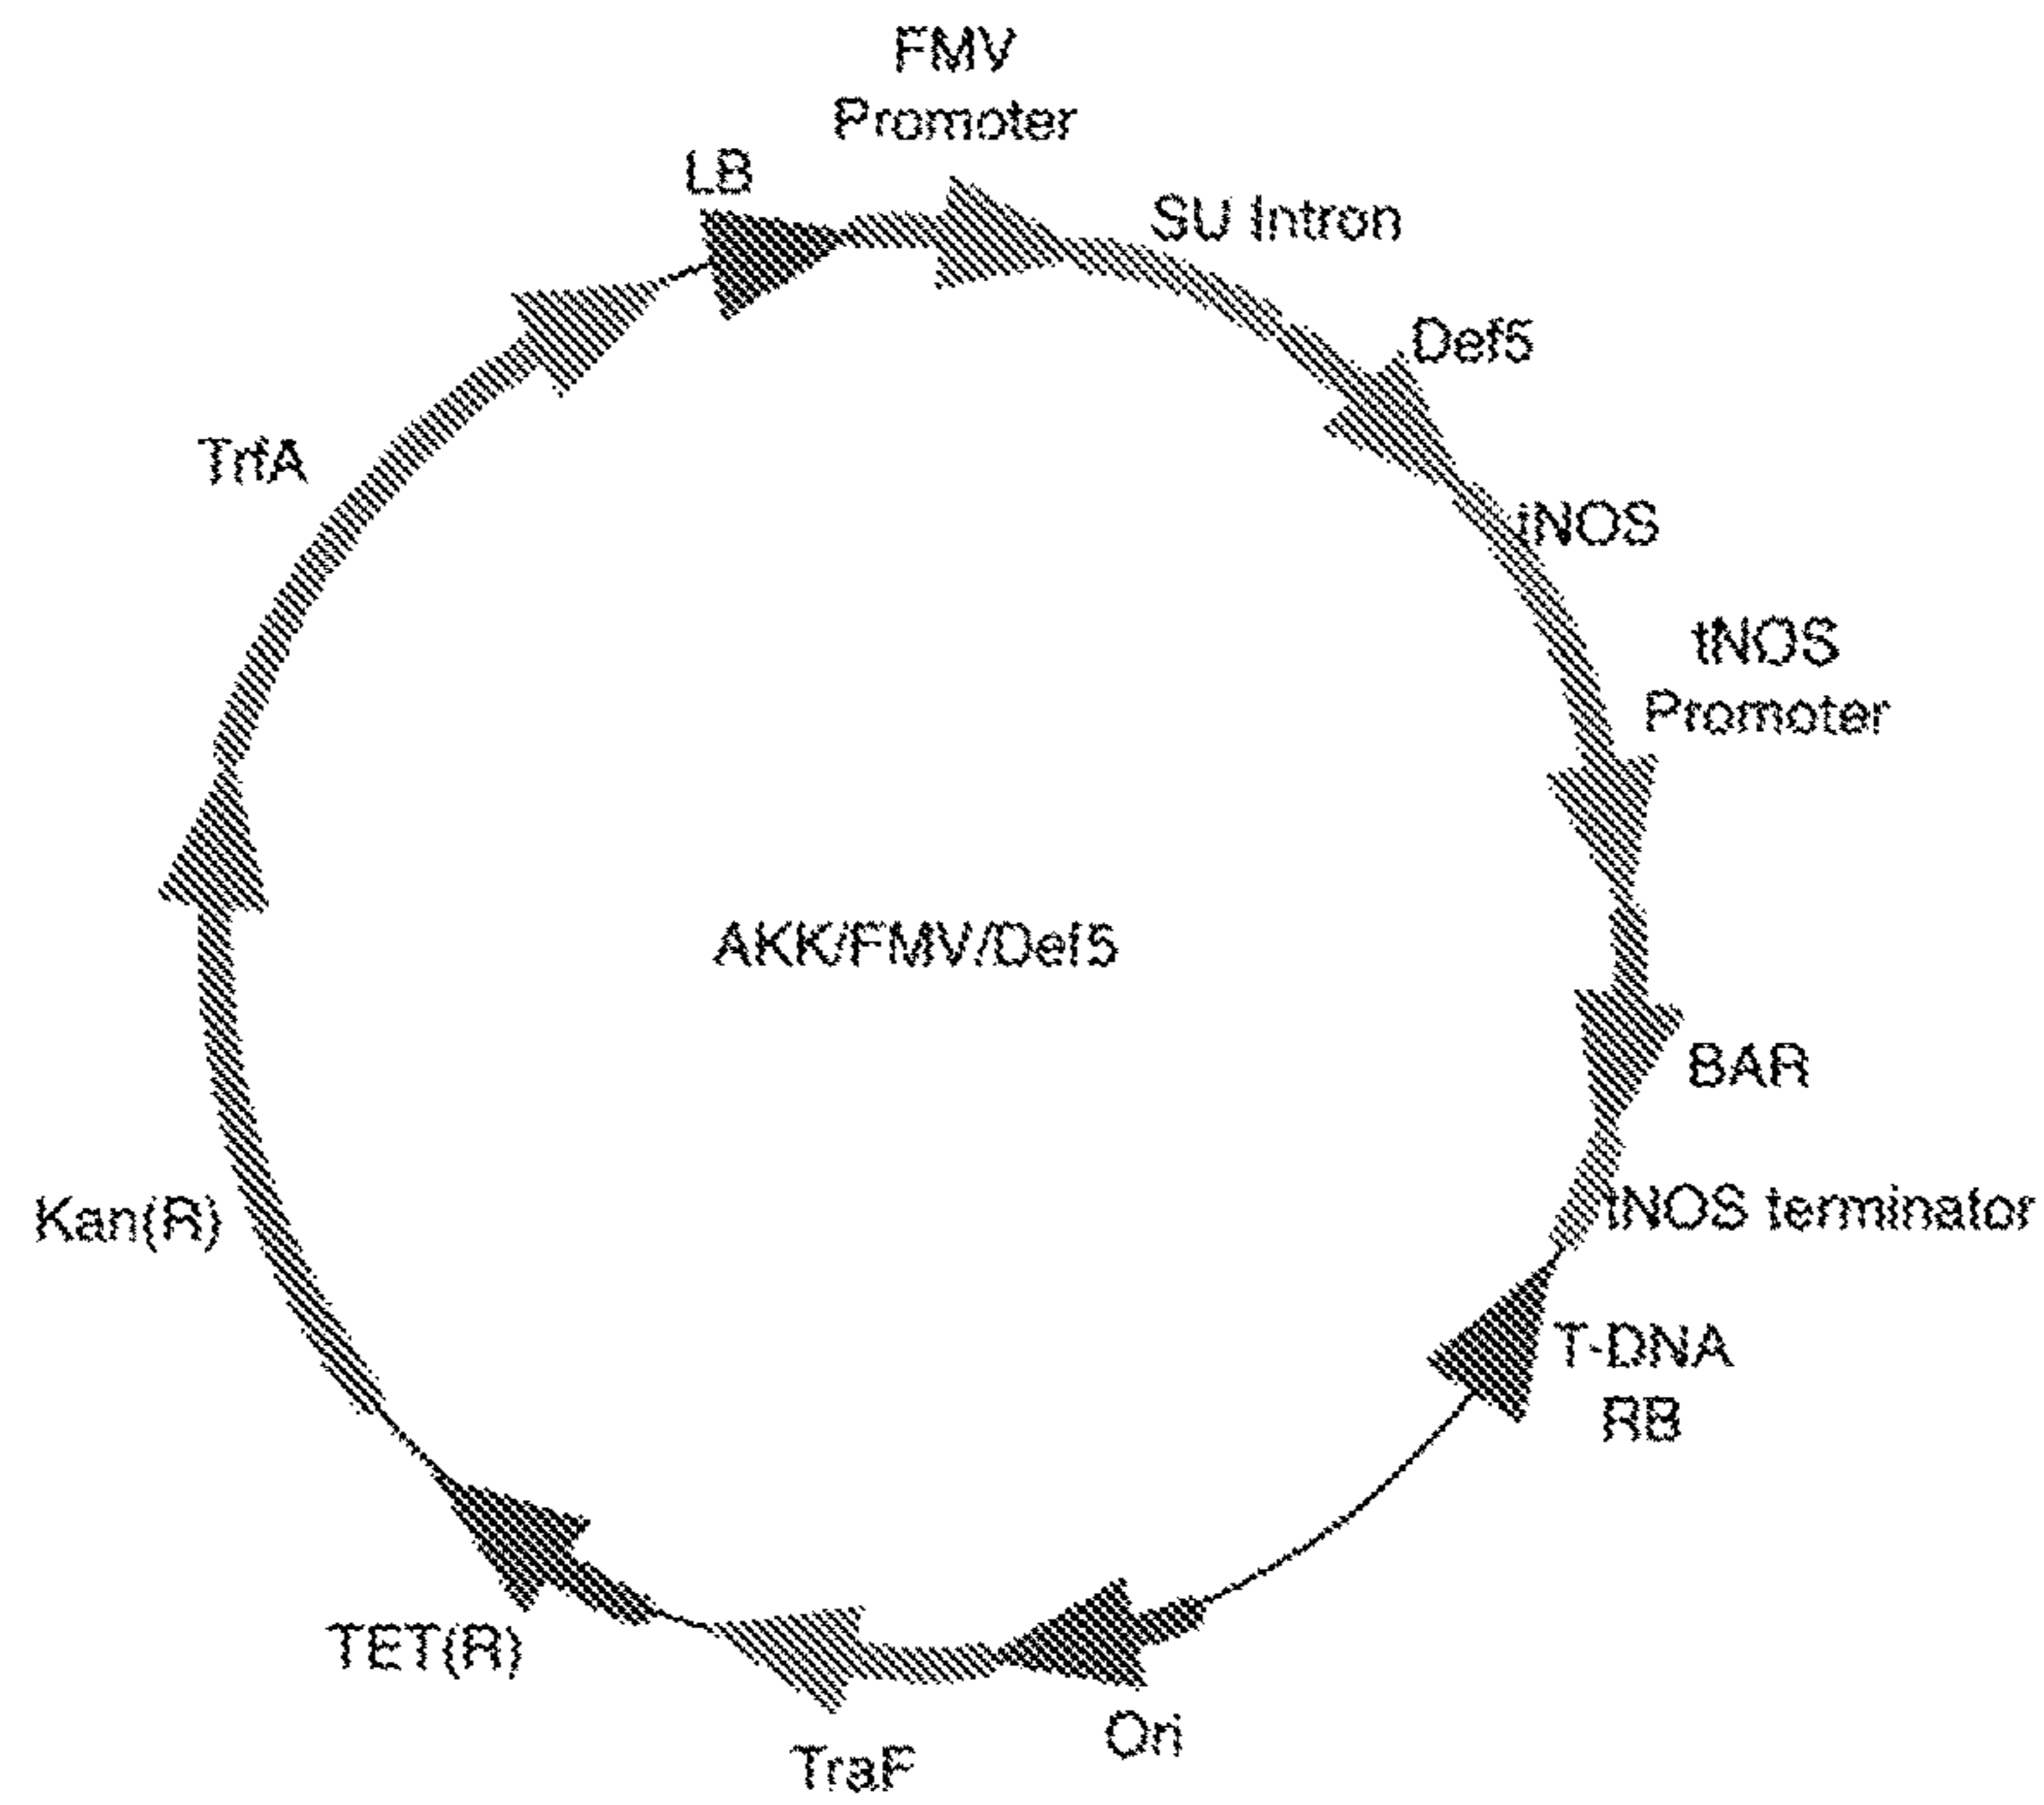 FMV
Promoter
LB
SU Intron
Def5
TrfA
iNOS
tNOS
Promoter
AKK/FMV/Def5
BAR
Kan(R)
tNOS terminator
T-DNA
RB
TET(R)
Ori
TraF